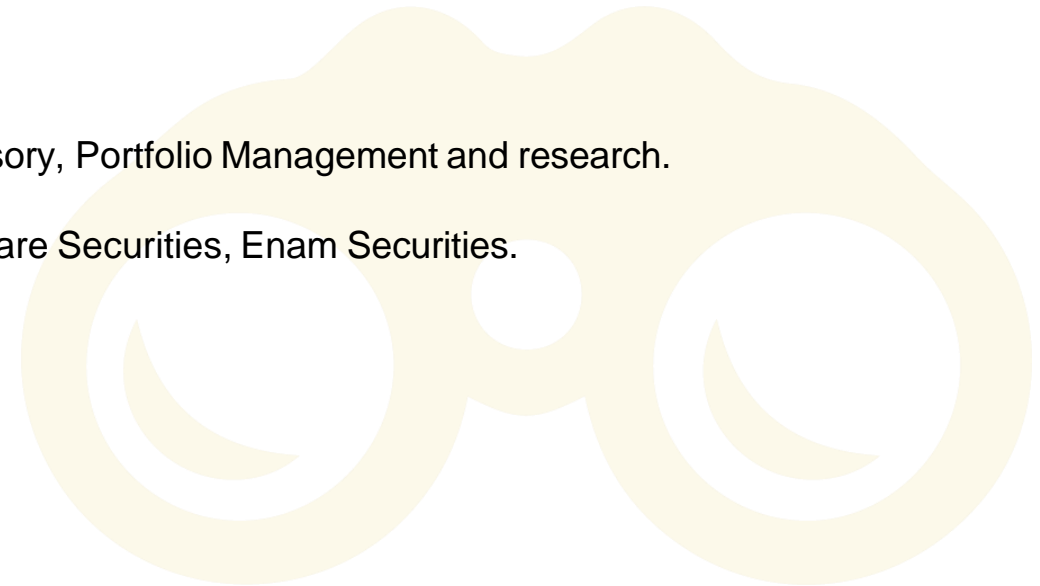 sory, Portfolio Management and research.
are Securities, Enam Securities.